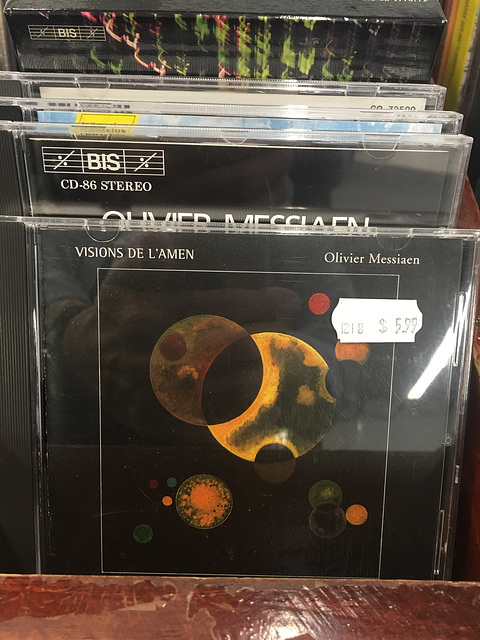 BIS
BIS
CD-86 STEREO
OLIVIER MESSIAEN
VISIONS DE L'AMEN
Olivier Messiaen
1218 $ 5.99